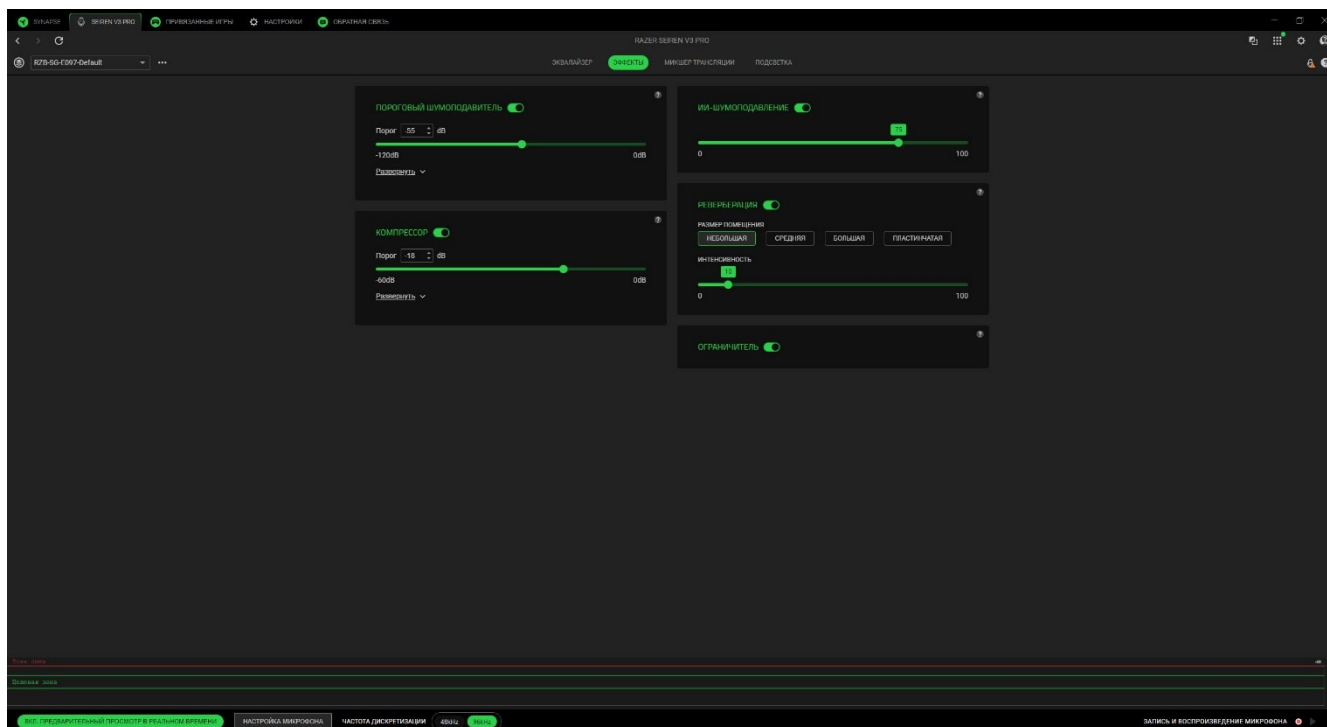 SYNAPSE SEIREN V3 PRO ПРИВЯЗАННЫЕ ИГРЫ НАСТРОЙКИ ОБРАТНАЯ СВЯЗЬ
RAZER SEIREN V3 PRO
RZB-SG-E097-Default ЭКВАЛАЙЗЕР ЭФФЕКТЫ МИКШЕР ТРАНСЛЯЦИИ ПОДСВЕТКА
ПОРОГОВЫЙ ШУМОПОДАВИТЕЛЬ
Порог -55 dB
-120dB 0dB
Развернуть
КОМПРЕССОР
Порог -18 dB
-60dB 0dB
Развернуть
ИИ-ШУМОПОДАВЛЕНИЕ
75
0 100
РЕВЕРБЕРАЦИЯ
РАЗМЕР ПОМЕЩЕНИЯ
НЕБОЛЬШАЯ СРЕДНЯЯ БОЛЬШАЯ ПЛАСТИНЧАТАЯ
ИНТЕНСИВНОСТЬ
10
0 100
ОГРАНИЧИТЕЛЬ
Целевая зона
ВКЛ. ПРЕДВАРИТЕЛЬНЫЙ ПРОСМОТР В РЕАЛЬНОМ ВРЕМЕНИ НАСТРОЙКА МИКРОФОНА ЧАСТОТА ДИСКРЕТИЗАЦИИ 48kHz 96kHz ЗАПИСЬ И ВОСПРОИЗВЕДЕНИЕ МИКРОФОНА